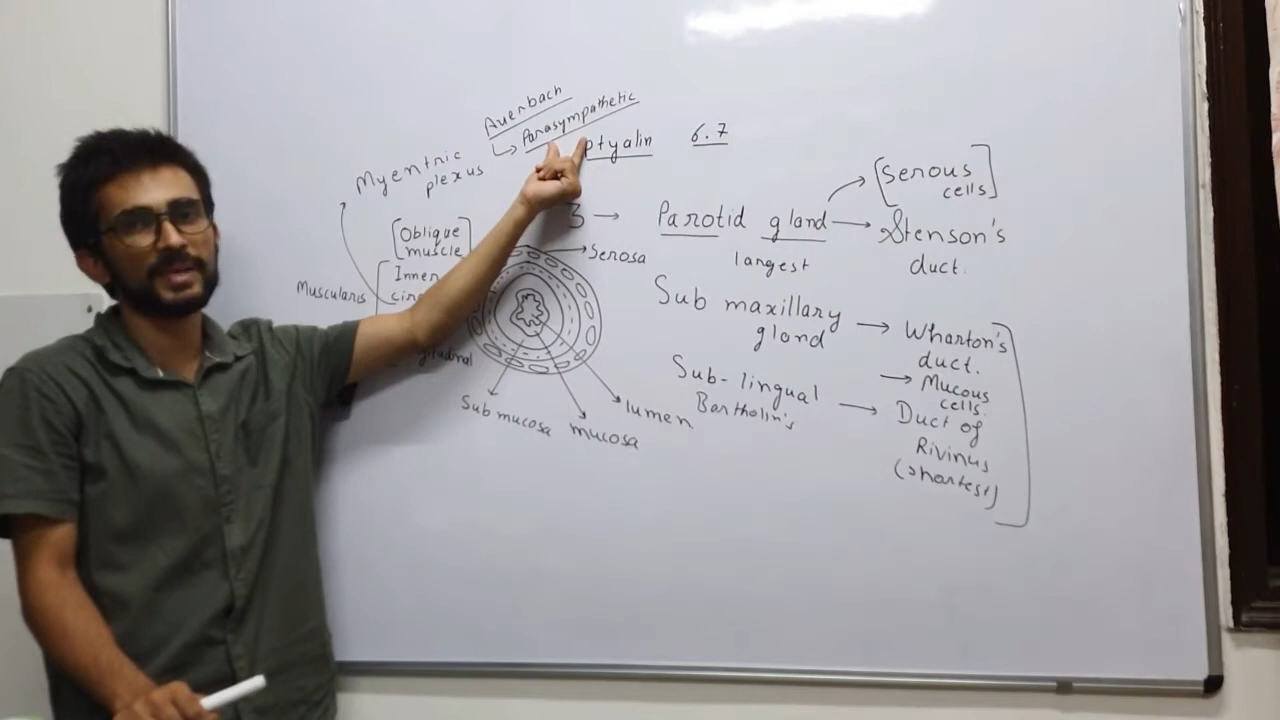 Auerbach
Parasympathetic
ptyalin 6.7
Myentric
plexus
[Oblique
muscle]
Inner
Muscularis
serosa
Sub mucosa
mucosa
lumen
3 → Parotid gland
largest
[Serous
cells]
Stenson's
duct.
Sub maxillary
gland
Wharton's
duct.
→ Mucous
cells.
Sub-lingual
Bartholin's
Duct of
Rivinus
(shortest)